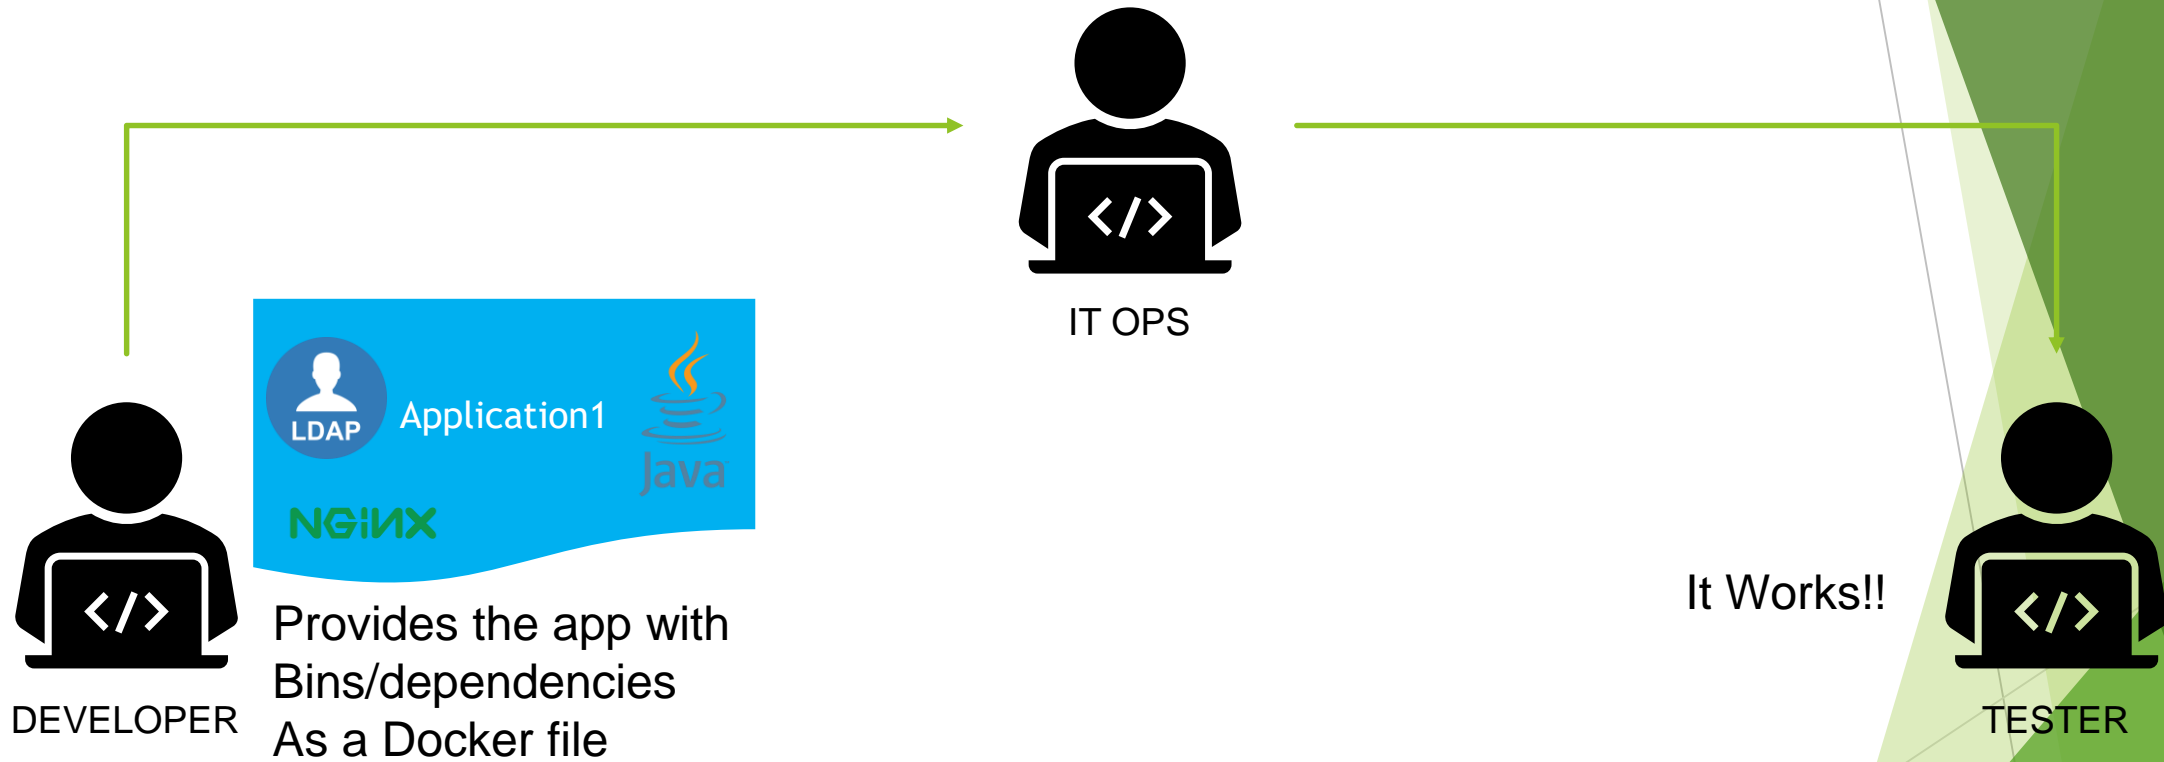 IT OPS
LDAP
Application1
Java
NGINX
</>
</>
</>
Provides the app with
Bins/dependencies
As a Docker file
DEVELOPER
It Works!!
TESTER